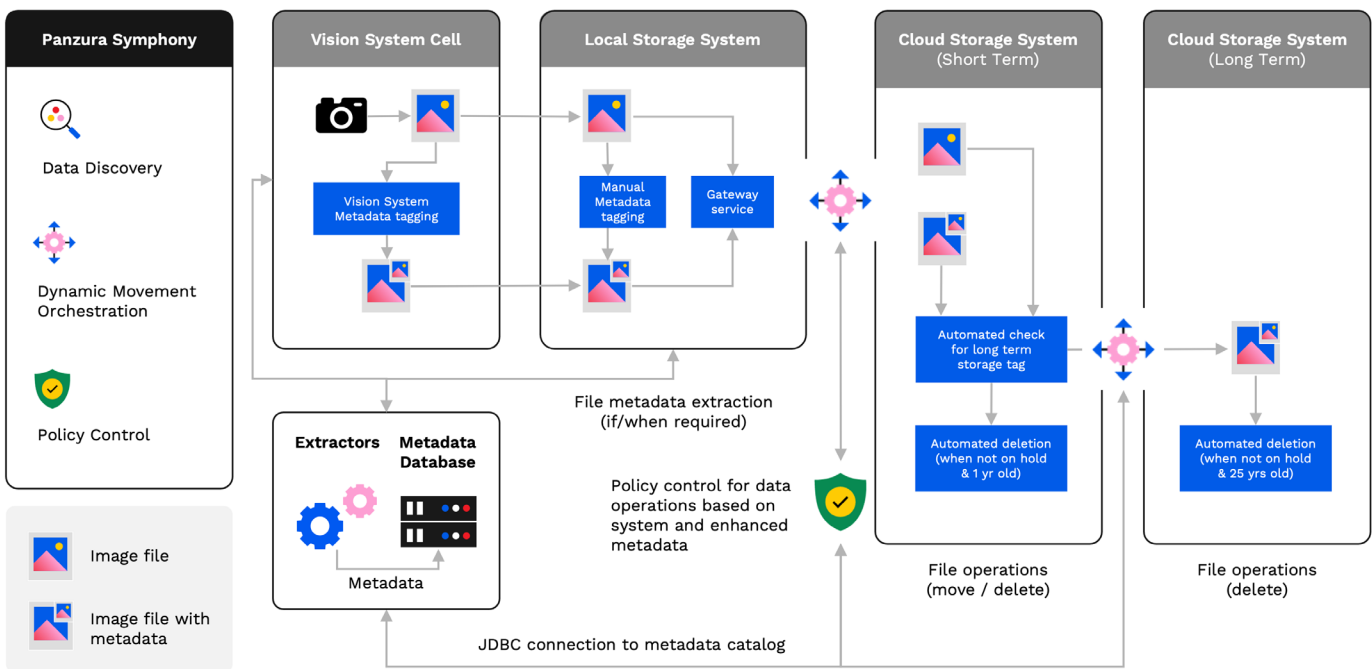 Panzura Symphony
Data Discovery
Dynamic Movement
Orchestration
Policy Control
Image file
Image file with
metadata
Vision System Cell
Vision System
Metadata tagging
Local Storage System
Manual
Metadata
tagging
Gateway
service
File metadata extraction
(if/when required)
Extractors
Metadata
Database
Metadata
Policy control for data
operations based on
system and enhanced
metadata
JDBC connection to metadata catalog
Cloud Storage System
(Short Term)
Automated check
for long term
storage tag
Automated deletion
(when not on hold
& 1 yr old)
File operations
(move / delete)
Cloud Storage System
(Long Term)
Automated deletion
(when not on hold
& 25 yrs old)
File operations
(delete)